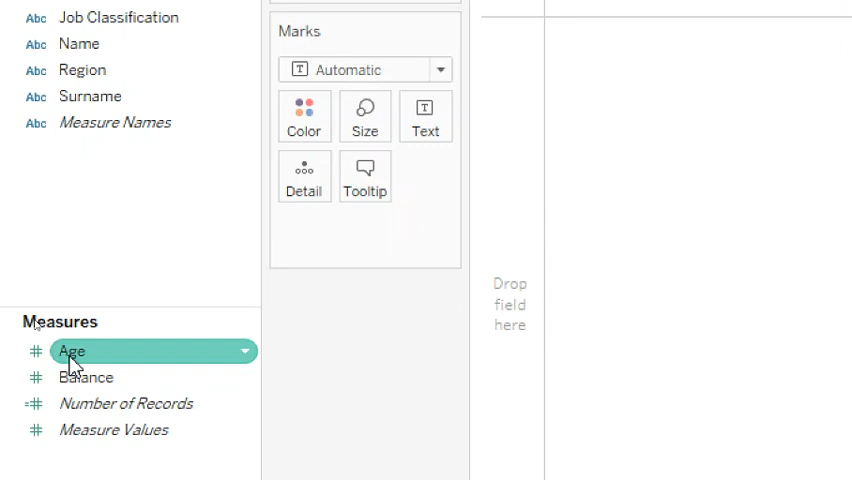 Abc Job Classification
Abc Name
Abc Region
Abc Surname
Abc Measure Names
Measures
# Age
# Balance
=# Number of Records
# Measure Values
Marks
T Automatic
Color Size T Text
Detail Tooltip
Drop
field
here